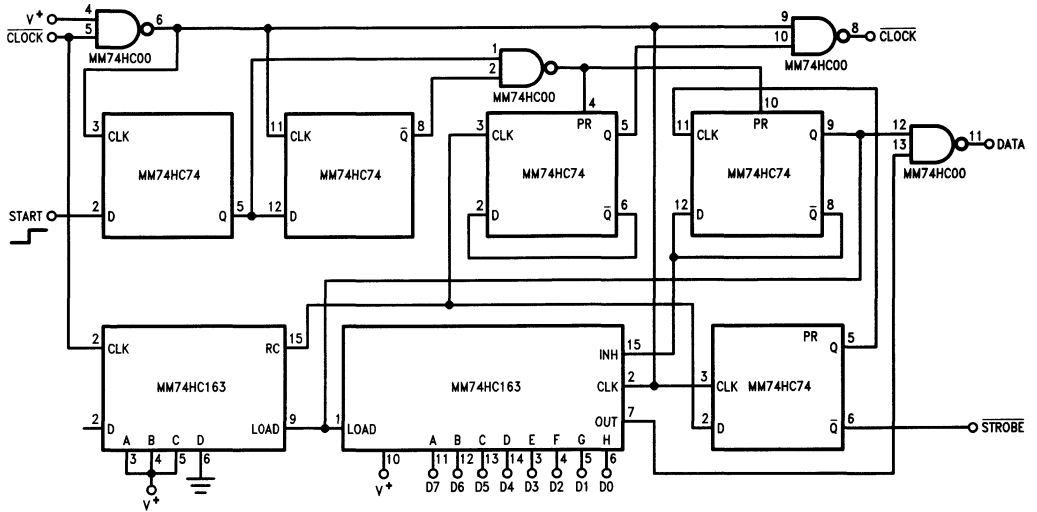 V+ 4 6 9 8 CLOCK
CLOCK 5 10
MM74HC00 MM74HC00
1
2
MM74HC00
4 10
3 CLK 11 CLK Q̅ 8 3 CLK PR Q 5 11 CLK PR Q 9 12 11 DATA
13
MM74HC00
MM74HC74 MM74HC74 MM74HC74 MM74HC74
START 2 D Q 5 12 D 2 D Q̅ 6 12 D Q̅ 8
2 CLK RC 15 INH 15 PR Q 5
MM74HC163 MM74HC163 CLK 2 3 CLK MM74HC74
2 D LOAD 9 1 LOAD OUT 7 2 D Q̅ 6 STROBE
A B C D A B C D E F G H
3 4 5 6 10 11 12 13 14 3 4 5 6
V+ V+ D7 D6 D5 D4 D3 D2 D1 D0